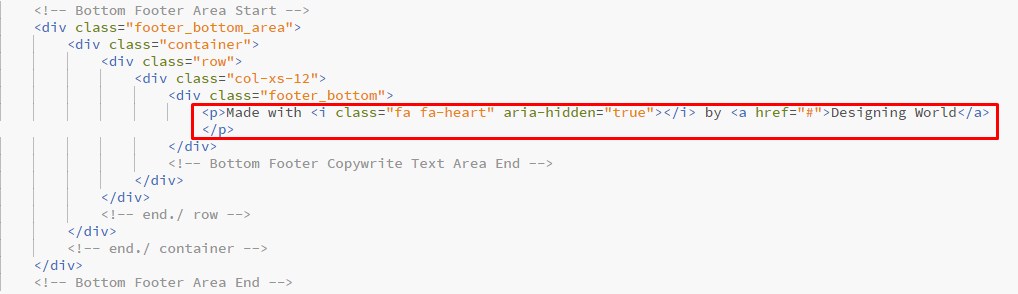 <!-- Bottom Footer Area Start -->
<div class="footer_bottom_area">
<div class="container">
<div class="row">
<div class="col-xs-12">
<div class="footer_bottom">
<p>Made with <i class="fa fa-heart" aria-hidden="true"></i> by <a href="#">Designing World</a>
</p>
</div>
<!-- Bottom Footer Copywrite Text Area End -->
</div>
</div>
<!-- end./ row -->
</div>
<!-- end./ container -->
</div>
<!-- Bottom Footer Area End -->